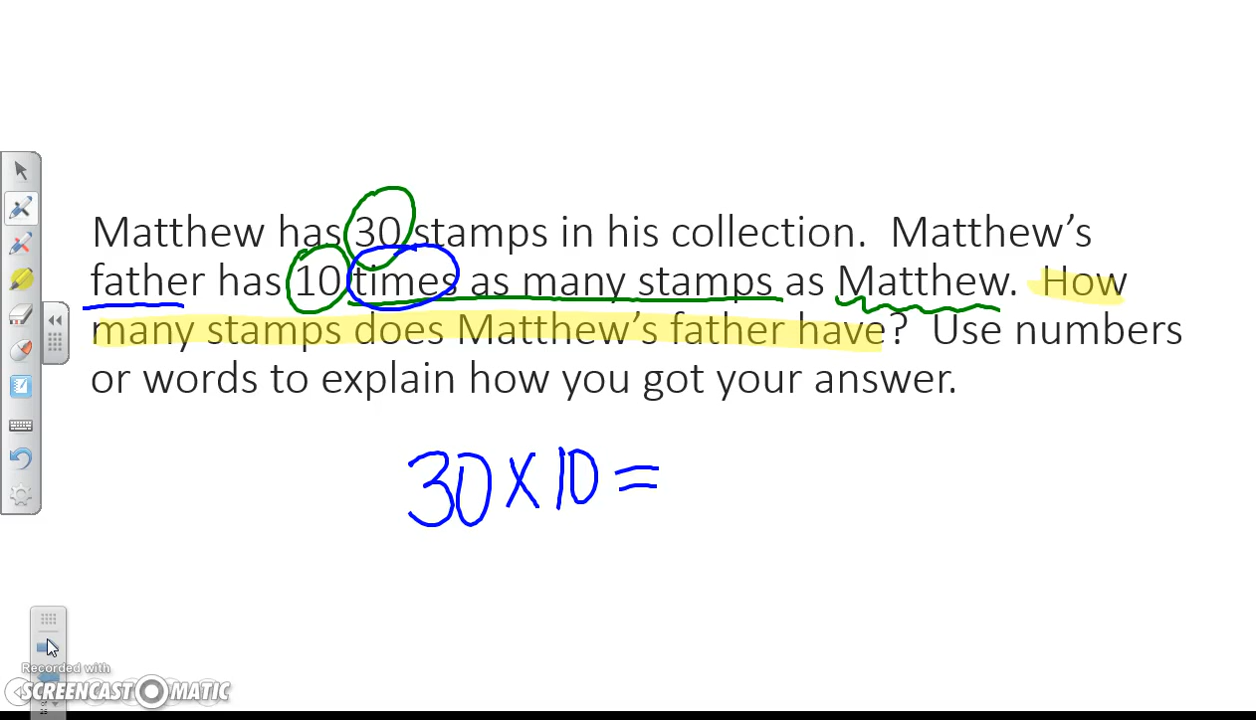 Matthew has 30 stamps in his collection. Matthew’s
father has 10 times as many stamps as Matthew. How
many stamps does Matthew’s father have? Use numbers
or words to explain how you got your answer.
30 x 10 =
Recorded with
SCREENCAST MATIC